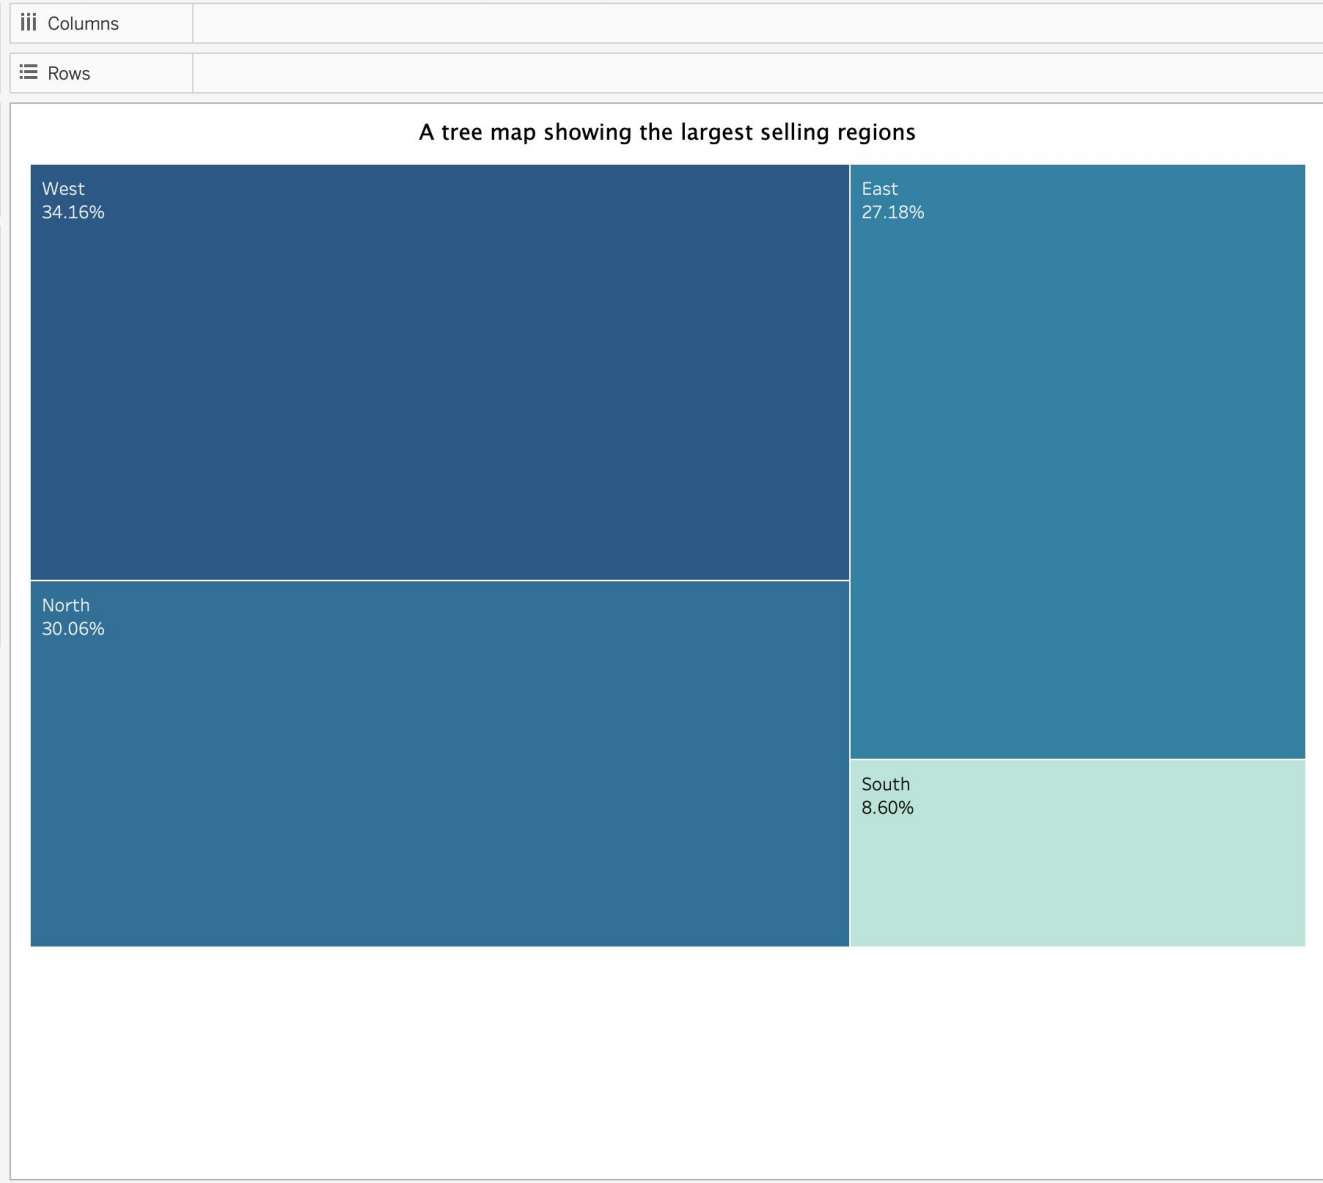 Columns
Rows
A tree map showing the largest selling regions
West
34.16%
East
27.18%
North
30.06%
South
8.60%